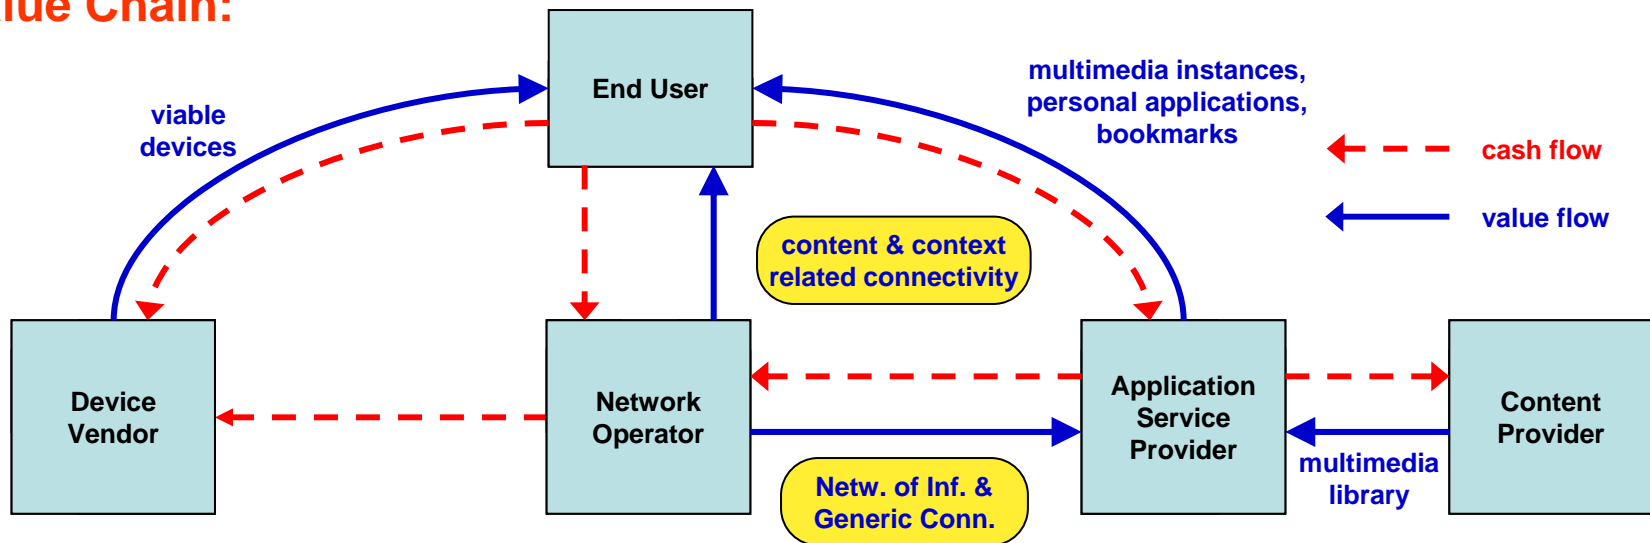 alue Chain:
End User
multimedia instances,
personal applications,
bookmarks
viable
devices
cash flow
value flow
content & context
related connectivity
Device
Vendor
Network
Operator
Application
Service
Provider
Content
Provider
multimedia
library
Netw. of Inf. &
Generic Conn.